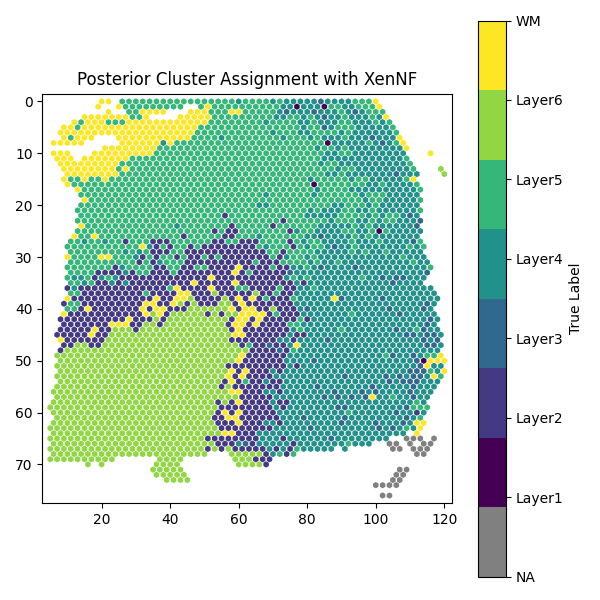 Posterior Cluster Assignment with XenNF
0
10
20
30
40
50
60
70
20
40
60
80
100
120
WM
Layer6
Layer5
Layer4
Layer3
Layer2
Layer1
NA
True Label